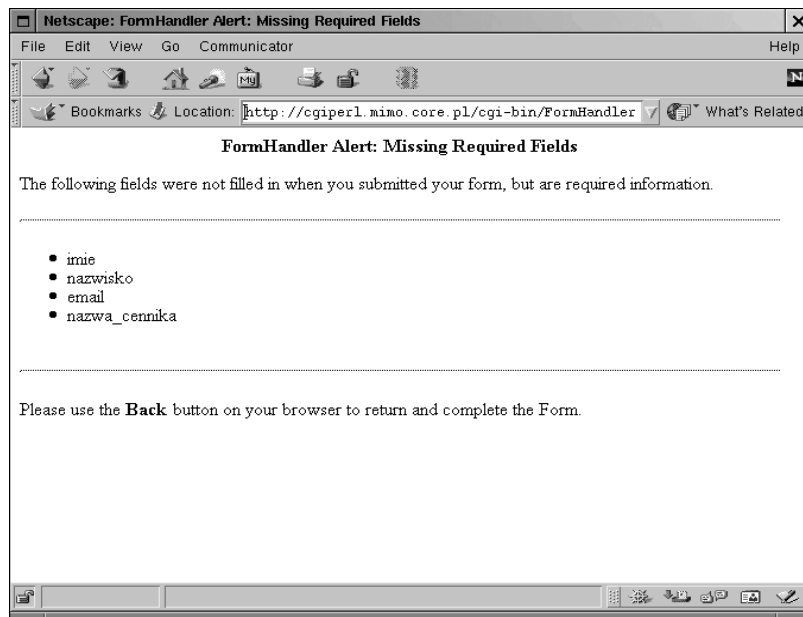 Netscape: FormHandler Alert: Missing Required Fields
File Edit View Go Communicator Help
My N
Bookmarks Location: http://cgiperl.mimo.core.pl/cgi-bin/FormHandler What's Related
FormHandler Alert: Missing Required Fields
The following fields were not filled in when you submitted your form, but are required information.
imie
nazwisko
email
nazwa_cennika
Please use the Back button on your browser to return and complete the Form.